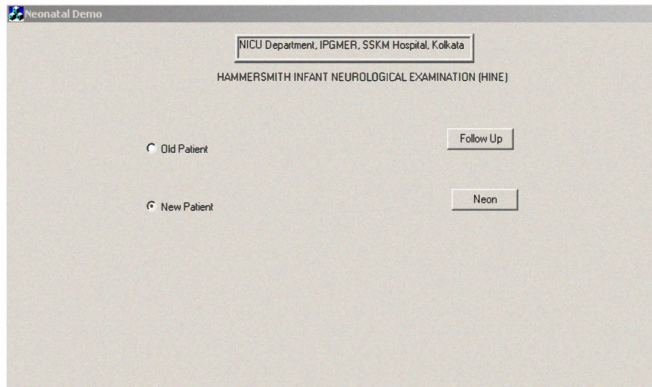 Neonatal Demo
NICU Department, IPGMER, SSKM Hospital, Kolkata
HAMMERSMITH INFANT NEUROLOGICAL EXAMINATION (HINE)
Old Patient
Follow Up
New Patient
Neon